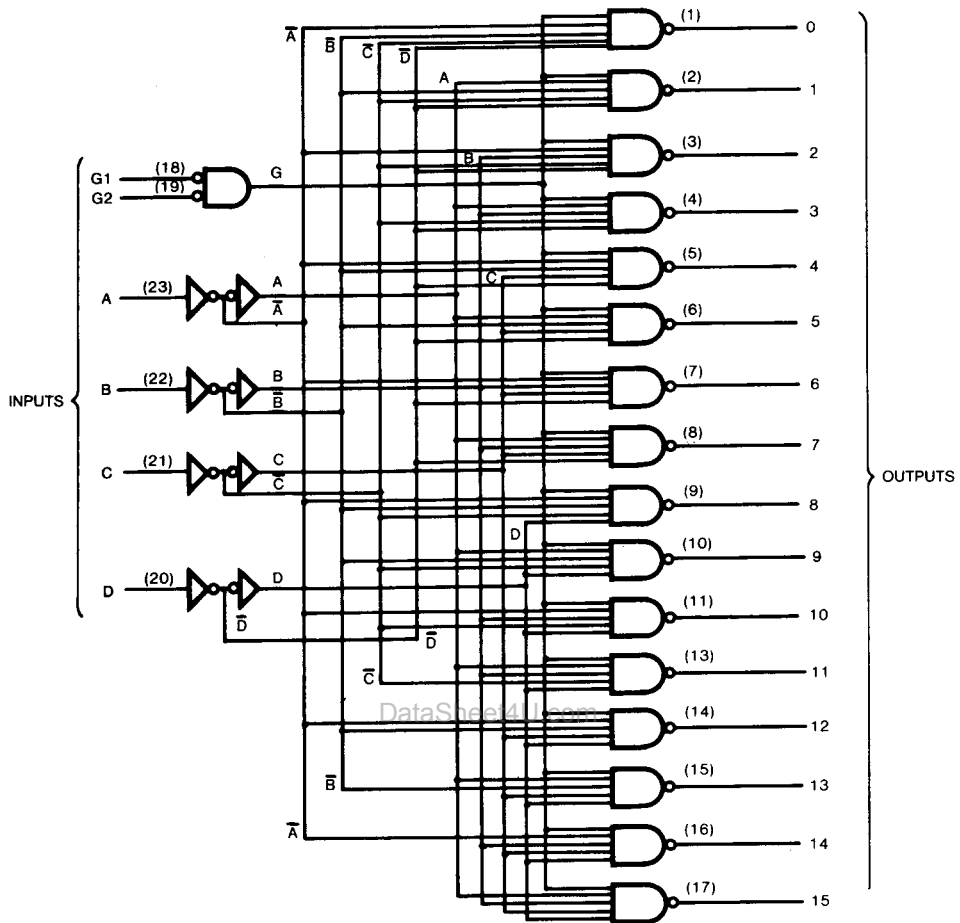 (1)
A̅
B̅
C̅
D̅
0
(2)
A
1
(3)
B
2
INPUTS
G1
(18)
G
G2
(19)
(4)
3
(5)
C
4
A
(23)
A
A̅
(6)
5
B
(22)
B
B̅
(7)
6
(8)
7
C
(21)
C
C̅
OUTPUTS
(9)
8
D
(10)
9
D
(20)
D
D̅
D̅
(11)
10
(13)
C̅
11
DataSheet4U.com
(14)
12
(15)
B̅
13
(16)
A̅
14
(17)
15